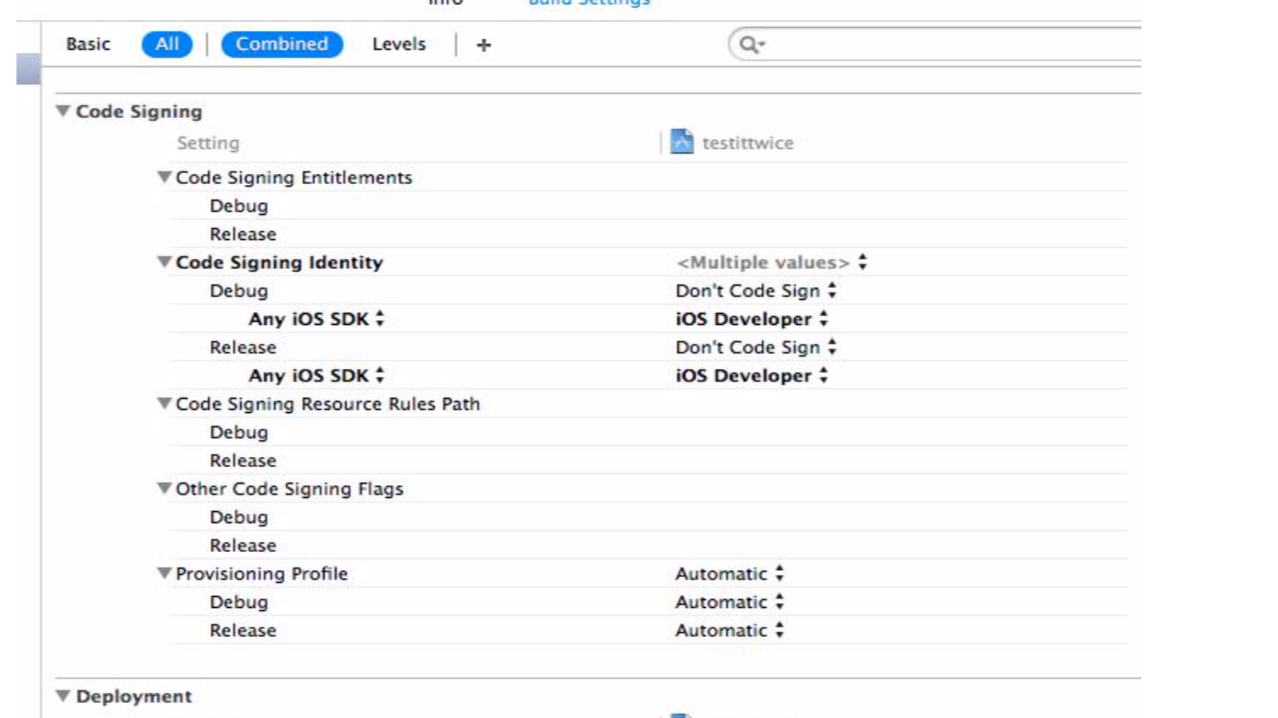 Info Build Settings
Basic All Combined Levels +
Code Signing
Setting testittwice
Code Signing Entitlements
Debug
Release
Code Signing Identity <Multiple values>
Debug Don't Code Sign
Any iOS SDK iOS Developer
Release Don't Code Sign
Any iOS SDK iOS Developer
Code Signing Resource Rules Path
Debug
Release
Other Code Signing Flags
Debug
Release
Provisioning Profile Automatic
Debug Automatic
Release Automatic
Deployment